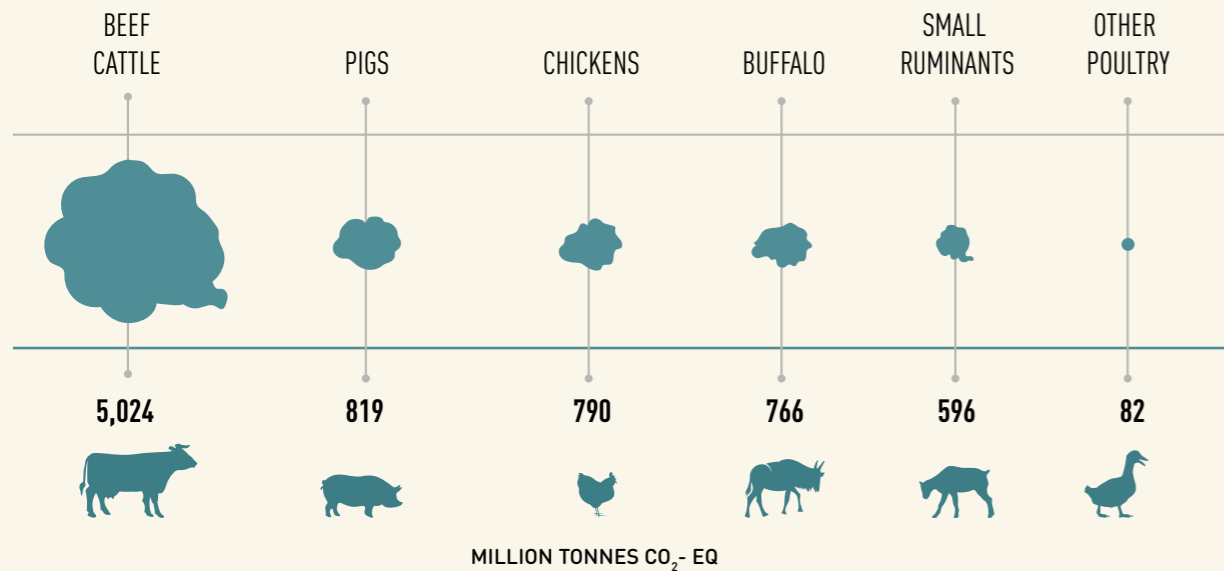 BEEF
CATTLE
PIGS
CHICKENS
BUFFALO
SMALL
RUMINANTS
OTHER
POULTRY
5,024
819
790
766
596
82
MILLION TONNES CO₂- EQ